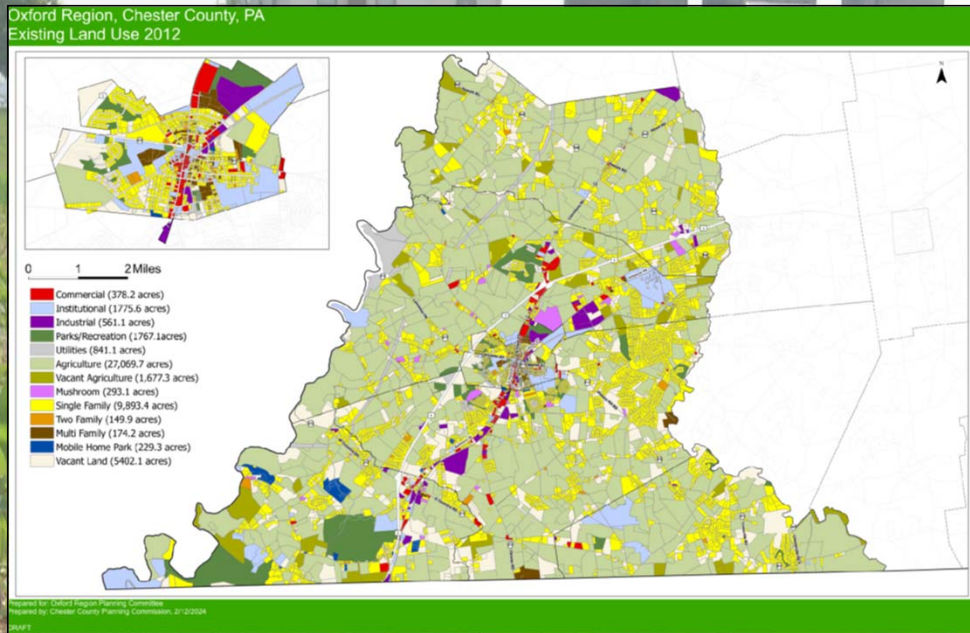 Oxford Region, Chester County, PA
Existing Land Use 2012
N
0 1 2 Miles
Commercial (378.2 acres)
Institutional (1775.6 acres)
Industrial (561.1 acres)
Parks/Recreation (1767.1acres)
Utilities (841.1 acres)
Agriculture (27,069.7 acres)
Vacant Agriculture (1,677.3 acres)
Mushroom (293.1 acres)
Single Family (9,893.4 acres)
Two Family (149.9 acres)
Multi Family (174.2 acres)
Mobile Home Park (229.3 acres)
Vacant Land (5402.1 acres)
Prepared for: Oxford Region Planning Committee
Prepared by: Chester County Planning Commission, 2/12/2024
DRAFT